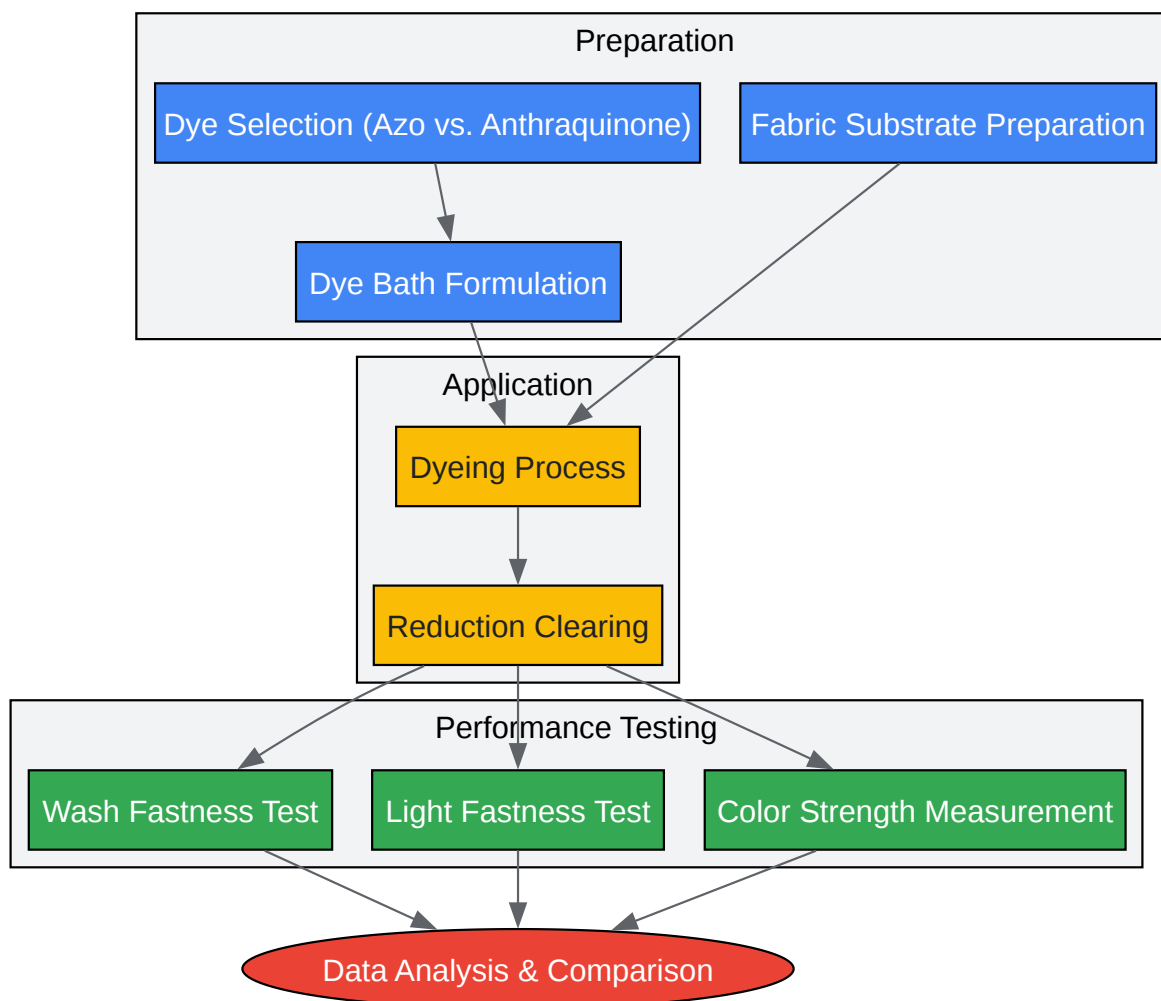 Preparation
Dye Selection (Azo vs. Anthraquinone)
Fabric Substrate Preparation
Dye Bath Formulation
Application
Dyeing Process
Reduction Clearing
Performance Testing
Wash Fastness Test
Light Fastness Test
Color Strength Measurement
Data Analysis & Comparison